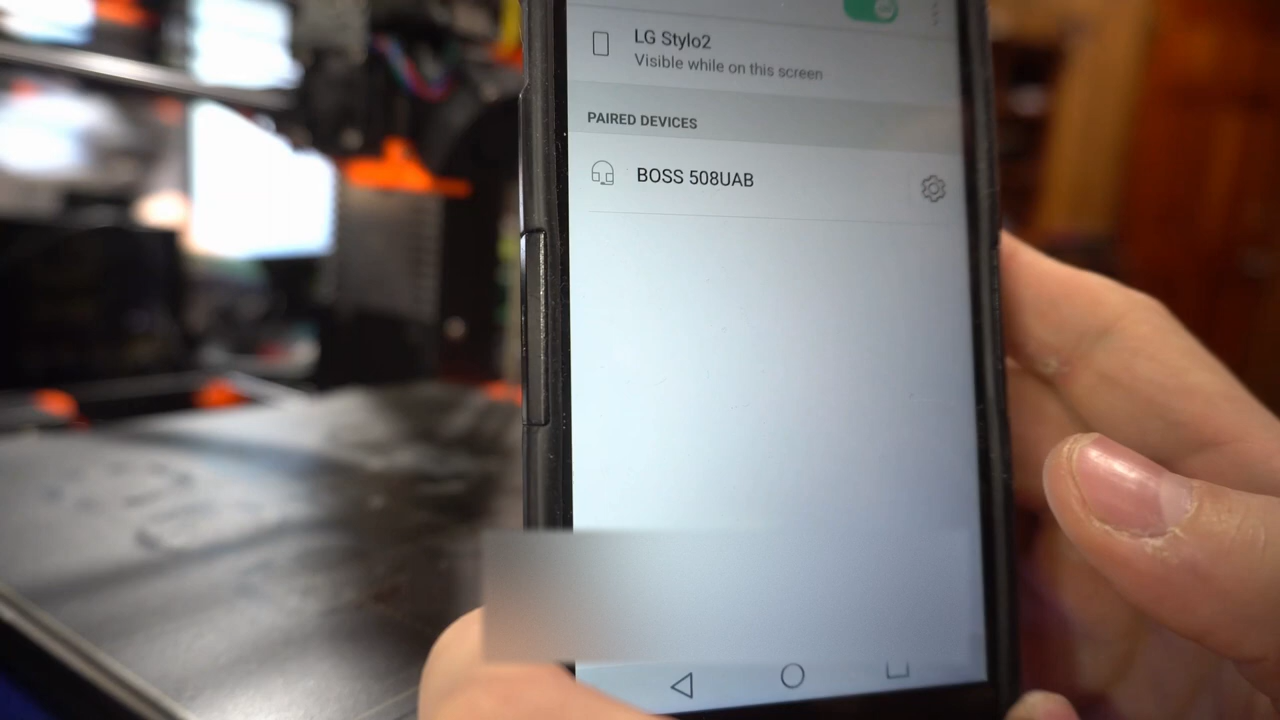 LG Stylo2
Visible while on this screen
PAIRED DEVICES
BOSS 508UAB